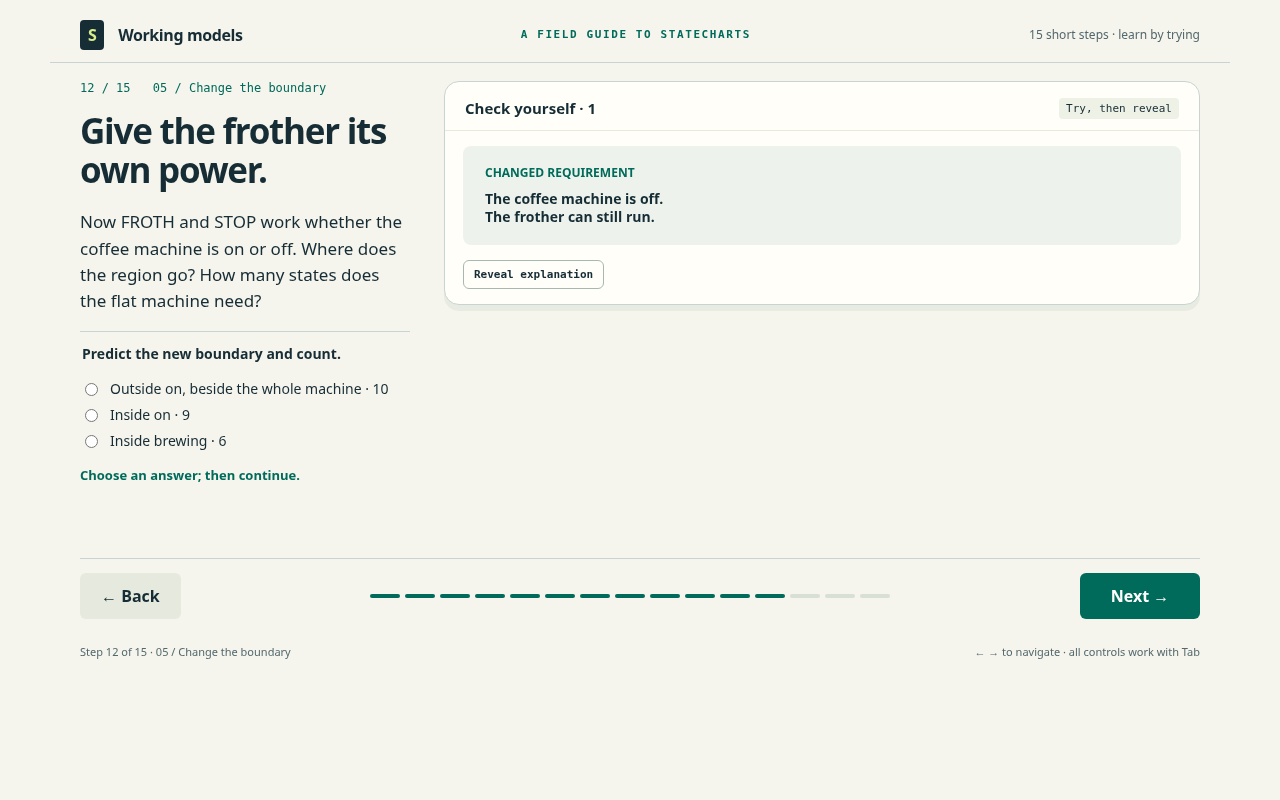 S Working models
A FIELD GUIDE TO STATECHARTS
15 short steps · learn by trying
12 / 15 05 / Change the boundary
Give the frother its
own power.
Now FROTH and STOP work whether the
coffee machine is on or off. Where does
the region go? How many states does
the flat machine need?
Predict the new boundary and count.
Outside on, beside the whole machine · 10
Inside on · 9
Inside brewing · 6
Choose an answer; then continue.
Check yourself · 1
Try, then reveal
CHANGED REQUIREMENT
The coffee machine is off.
The frother can still run.
Reveal explanation
← Back
Next →
Step 12 of 15 · 05 / Change the boundary
← → to navigate · all controls work with Tab